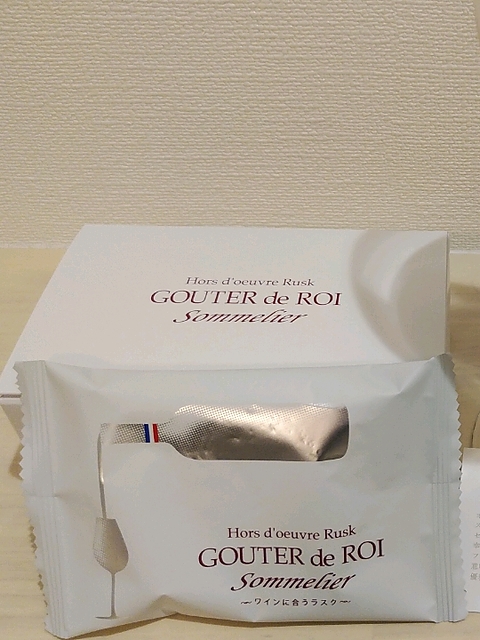 Hors d'oeuvre Rusk
GOUTER de ROI
Sommelier
Hors d'oeuvre Rusk
GOUTER de ROI
Sommelier
〜ワインに合うラスク〜